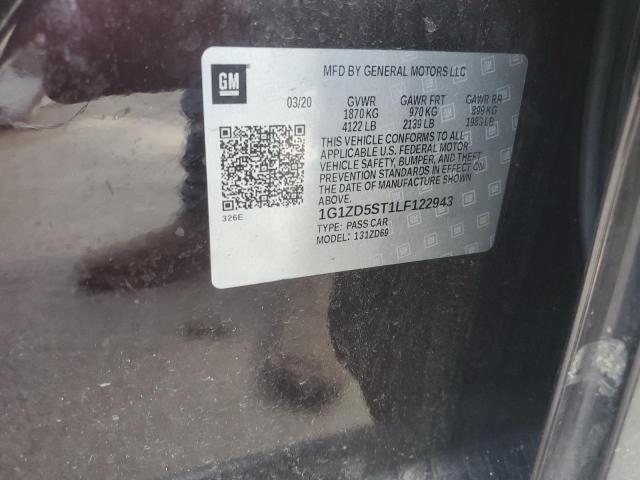 GM
MFD BY GENERAL MOTORS LLC
03/20 GVWR GAWR FRT GAWR RR
1870 KG 970 KG 899 KG
4122 LB 2139 LB 1983 LB
THIS VEHICLE CONFORMS TO ALL
APPLICABLE U.S. FEDERAL MOTOR
VEHICLE SAFETY, BUMPER, AND THEFT
PREVENTION STANDARDS IN EFFECT ON
THE DATE OF MANUFACTURE SHOWN
ABOVE.
326E
1G1ZD5ST1LF122943
TYPE: PASS CAR
MODEL: 131ZD69